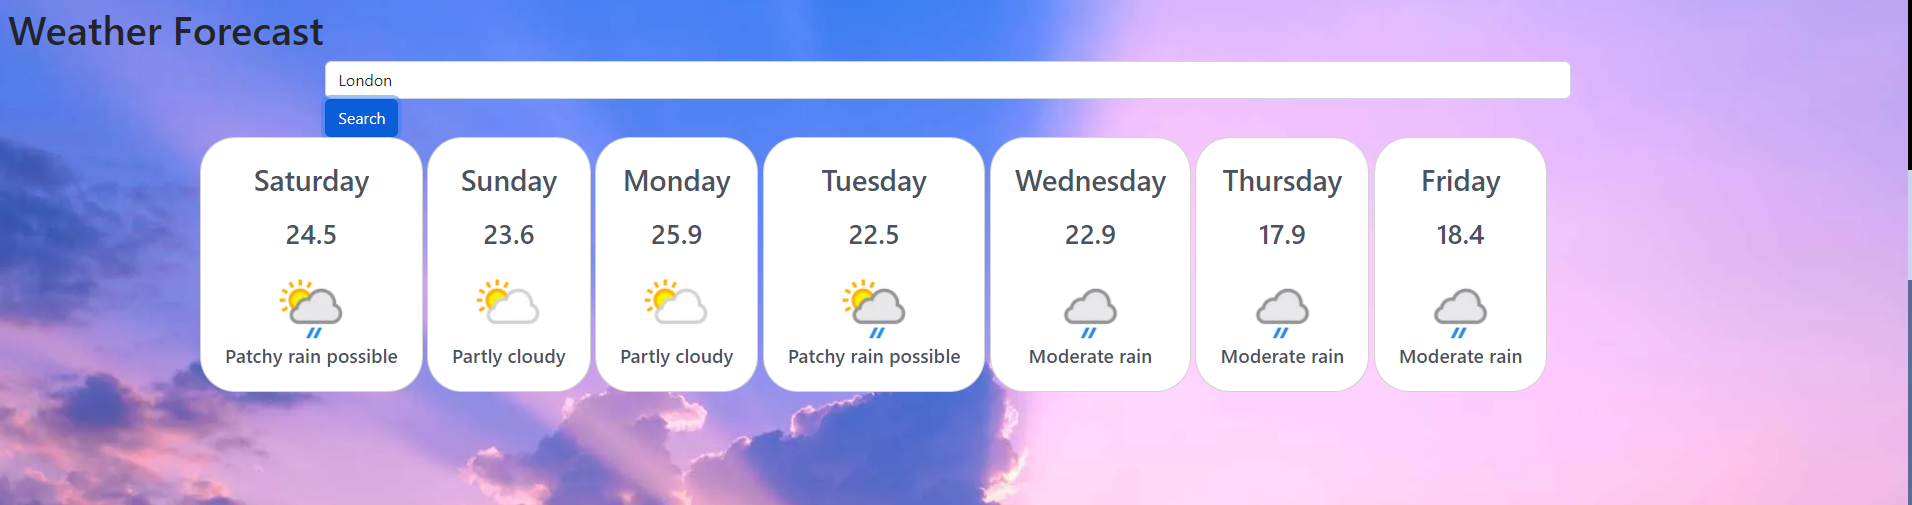 Weather Forecast
London
Search
Saturday
24.5
Patchy rain possible
Sunday
23.6
Partly cloudy
Monday
25.9
Partly cloudy
Tuesday
22.5
Patchy rain possible
Wednesday
22.9
Moderate rain
Thursday
17.9
Moderate rain
Friday
18.4
Moderate rain